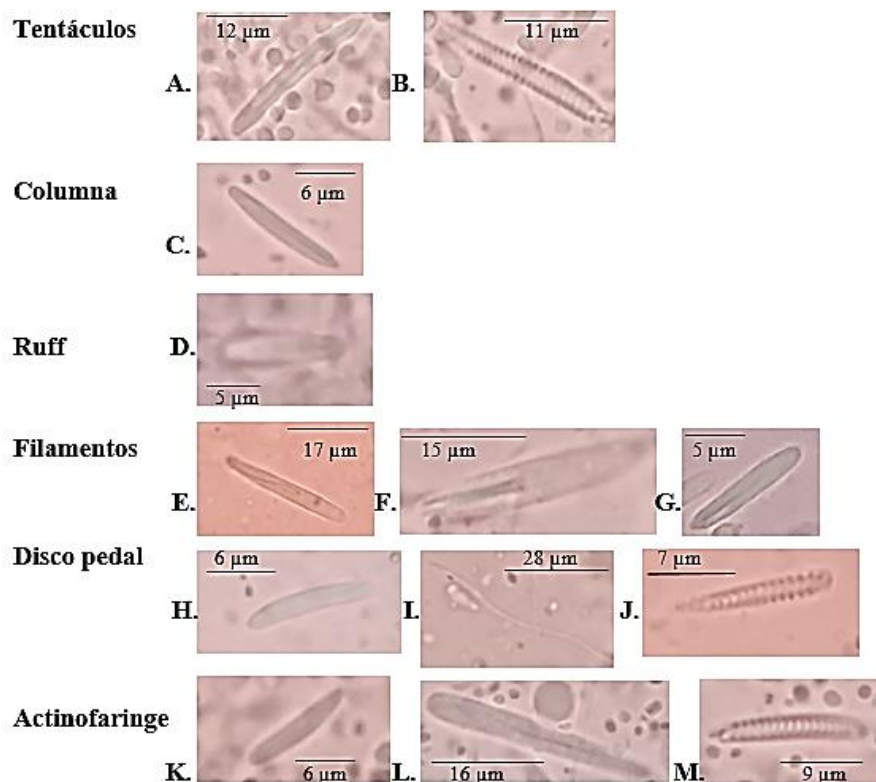 Tentáculos
12 µm
11 µm
A.
B.
Columna
6 µm
C.
Ruff
D.
5 µm
Filamentos
17 µm
15 µm
5 µm
E.
F.
G.
Disco pedal
6 µm
28 µm
7 µm
H.
I.
J.
Actinofaringe
K.
6 µm
L.
16 µm
M.
9 µm